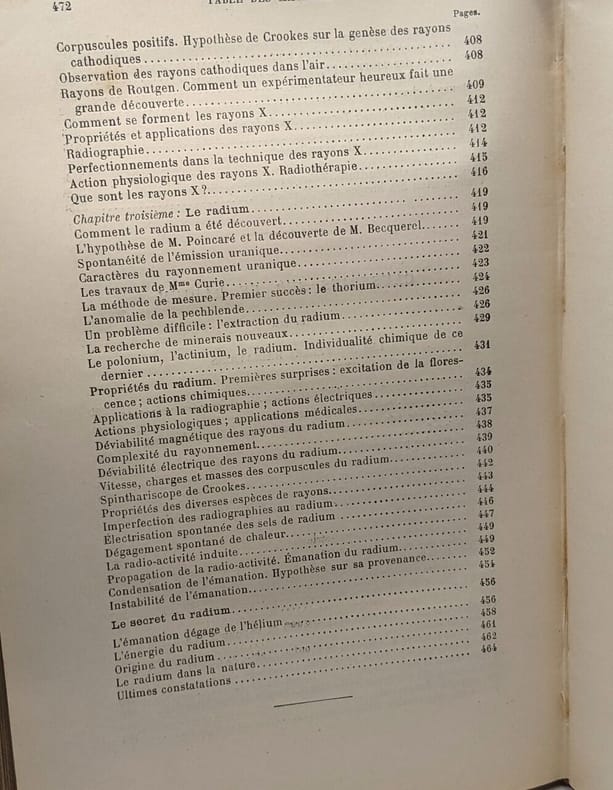 472
TABLE DES
Pages.
Corpuscules positifs. Hypothèse de Crookes sur la genèse des rayons
cathodiques.......... 408
Observation des rayons cathodiques dans l'air.......... 408
Rayons de Routgen. Comment un expérimentateur heureux fait une
grande découverte.......... 409
Comment se forment les rayons X.......... 412
Propriétés et applications des rayons X.......... 412
Radiographie.......... 412
Perfectionnements dans la technique des rayons X.......... 414
Action physiologique des rayons X. Radiothérapie.......... 415
Que sont les rayons X?.......... 416
Chapitre troisième : Le radium.......... 419
Comment le radium a été découvert.......... 419
L'hypothèse de M. Poincaré et la découverte de M. Becquerel.......... 419
Spontanéité de l'émission uranique.......... 421
Caractères du rayonnement uranique.......... 422
Les travaux de Mme Curie.......... 423
La méthode de mesure. Premier succès : le thorium.......... 424
L'anomalie de la pechblende.......... 426
Un problème difficile : l'extraction du radium.......... 426
La recherche de minerais nouveaux.......... 429
Le polonium, l'actinium, le radium. Individualité chimique de ce
dernier.......... 431
Propriétés du radium. Premières surprises : excitation de la flores-
cence ; actions chimiques.......... 434
Applications à la radiographie ; actions électriques.......... 435
Actions physiologiques ; applications médicales.......... 435
Déviabilité magnétique des rayons du radium.......... 437
Complexité du rayonnement.......... 438
Déviabilité électrique des rayons du radium.......... 439
Vitesse, charges et masses des corpuscules du radium.......... 440
Spinthariscope de Crookes.......... 442
Propriétés des diverses espèces de rayons.......... 443
Imperfection des radiographies au radium.......... 444
Électrisation spontanée des sels de radium.......... 446
Dégagement spontané de chaleur.......... 447
La radio-activité induite.......... 449
Propagation de la radio-activité. Émanation du radium.......... 449
Condensation de l'émanation. Hypothèse sur sa provenance.......... 452
Instabilité de l'émanation.......... 454
Le secret du radium.......... 456
L'émanation dégage de l'hélium.......... 456
L'énergie du radium.......... 458
Origine du radium.......... 461
Le radium dans la nature.......... 462
Ultimes constatations.......... 464